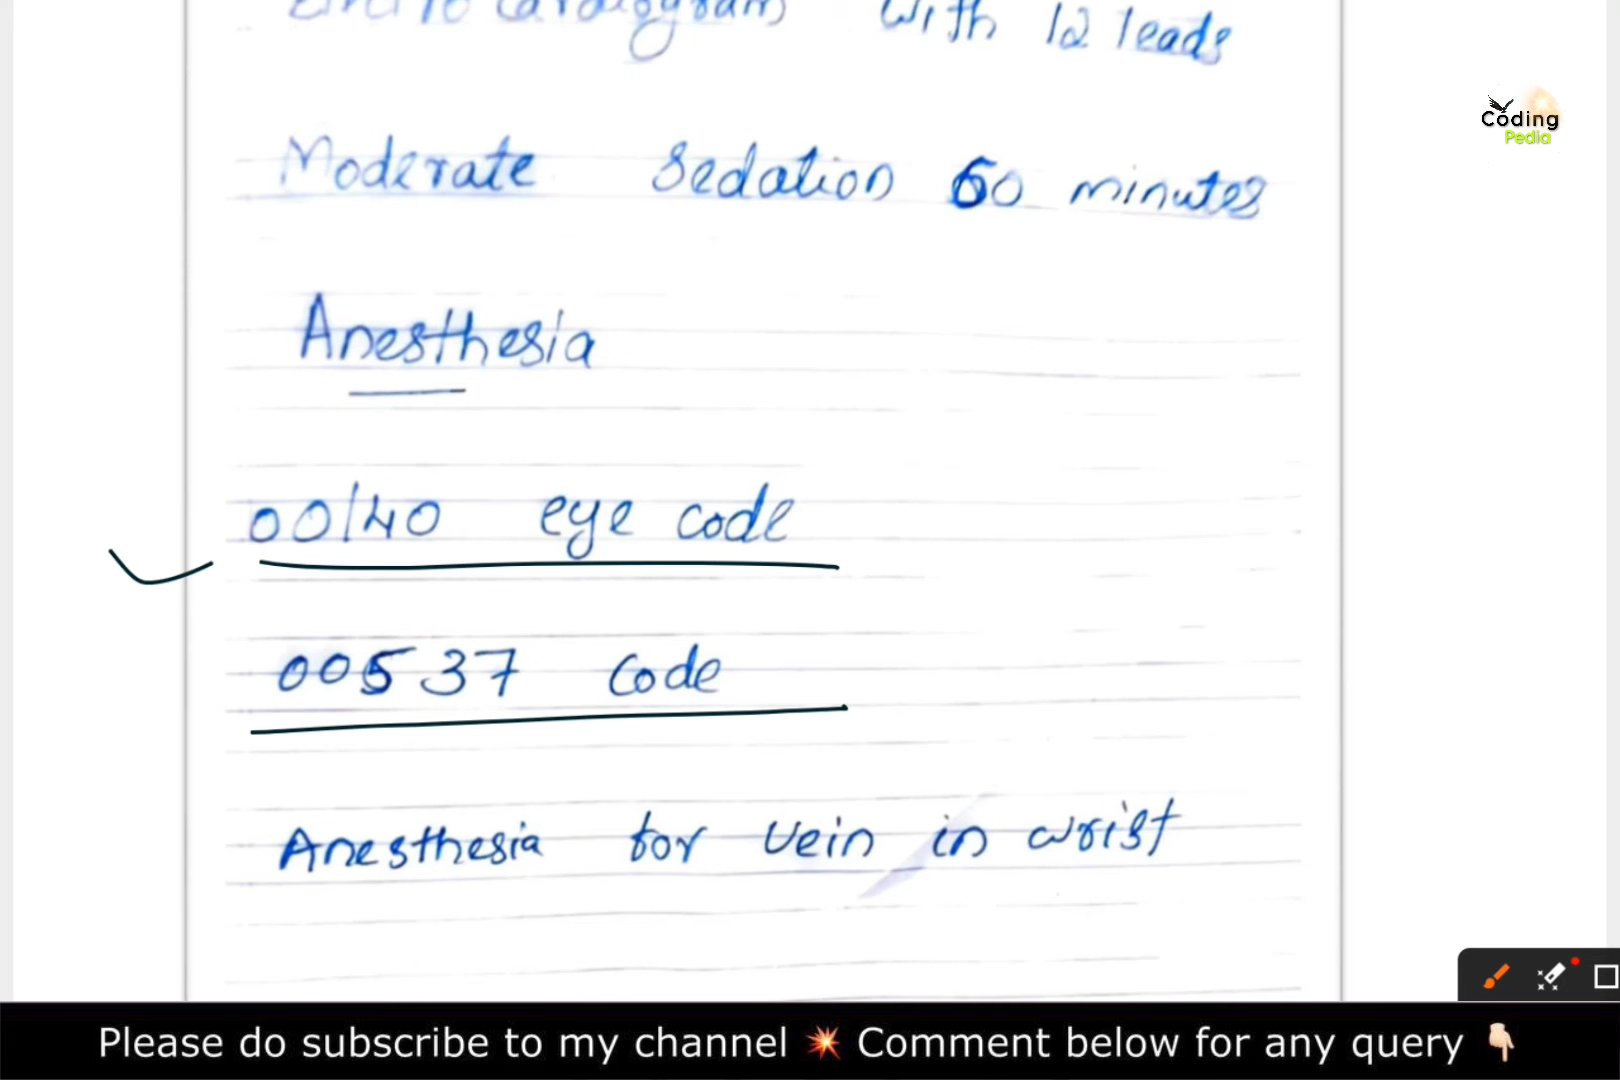 with 12 leads
Moderate Sedation 60 minutes
Anesthesia
00140 eye code
00537 Code
Anesthesia for Vein in wrist
Coding
Pedia
Please do subscribe to my channel 💥 Comment below for any query 👇🏻